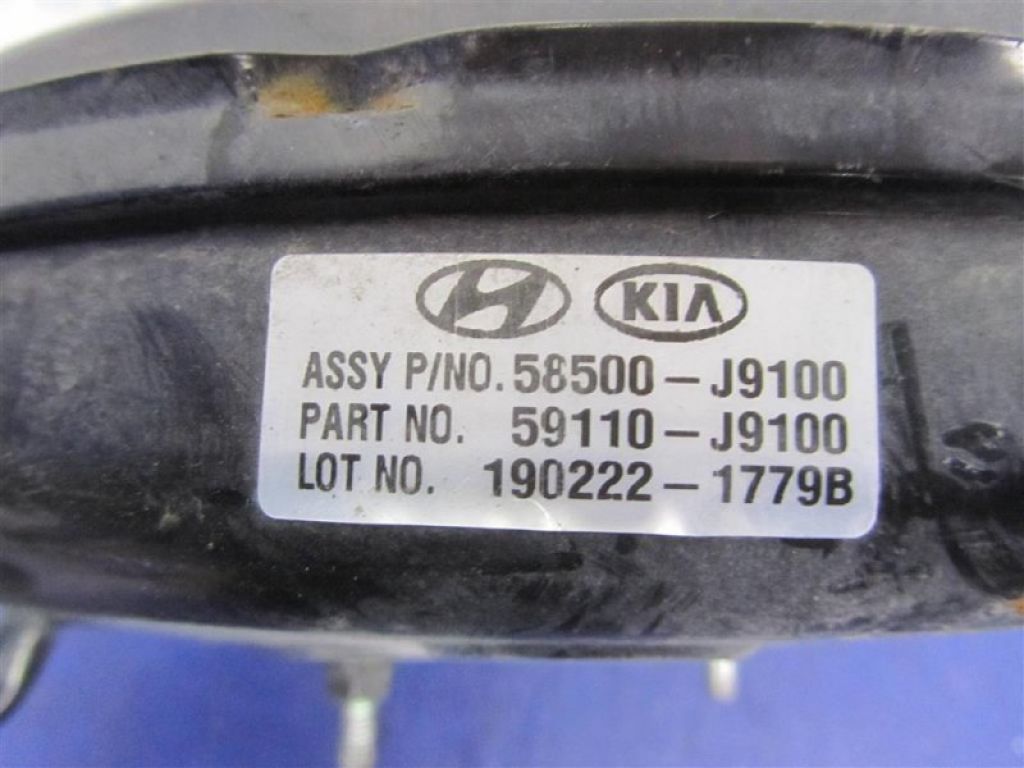 KIA
ASSY P/NO. 58500-J9100
PART NO. 59110-J9100
LOT NO. 190222-1779B